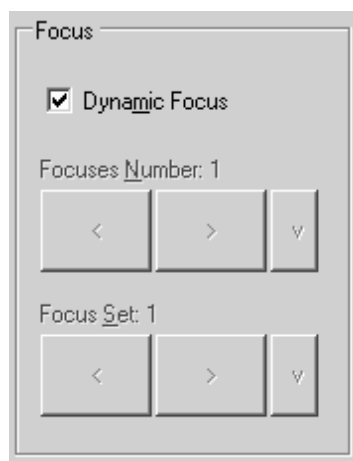 Focus
Dynamic Focus
Focuses Number: 1
< > v
Focus Set: 1
< > v